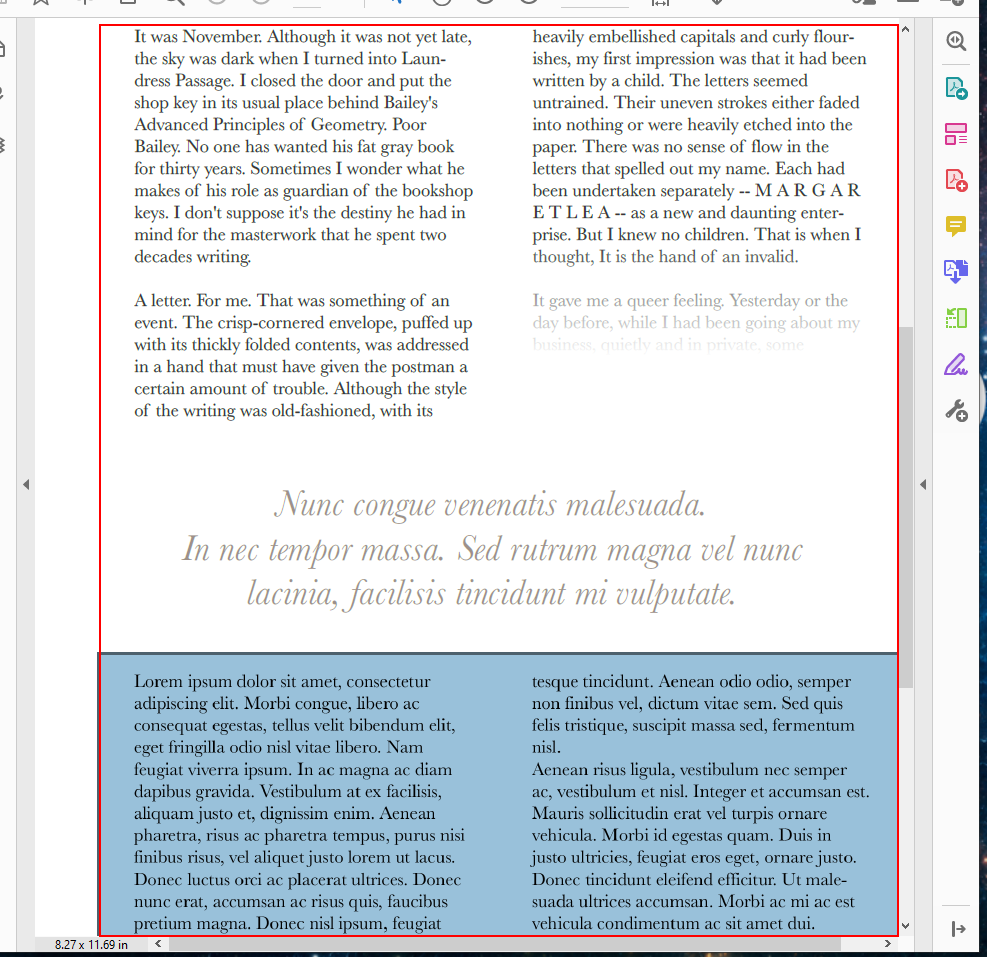 It was November. Although it was not yet late,
the sky was dark when I turned into Laun-
dress Passage. I closed the door and put the
shop key in its usual place behind Bailey's
Advanced Principles of Geometry. Poor
Bailey. No one has wanted his fat gray book
for thirty years. Sometimes I wonder what he
makes of his role as guardian of the bookshop
keys. I don't suppose it's the destiny he had in
mind for the masterwork that he spent two
decades writing.
A letter. For me. That was something of an
event. The crisp-cornered envelope, puffed up
with its thickly folded contents, was addressed
in a hand that must have given the postman a
certain amount of trouble. Although the style
of the writing was old-fashioned, with its
heavily embellished capitals and curly flour-
ishes, my first impression was that it had been
written by a child. The letters seemed
untrained. Their uneven strokes either faded
into nothing or were heavily etched into the
paper. There was no sense of flow in the
letters that spelled out my name. Each had
been undertaken separately -- M A R G A R
E T L E A -- as a new and daunting enter-
prise. But I knew no children. That is when I
thought, It is the hand of an invalid.
It gave me a queer feeling. Yesterday or the
day before, while I had been going about my
business, quietly and in private, some
Nunc congue venenatis malesuada.
In nec tempor massa. Sed rutrum magna vel nunc
lacinia, facilisis tincidunt mi vulputate.
Lorem ipsum dolor sit amet, consectetur
adipiscing elit. Morbi congue, libero ac
consequat egestas, tellus velit bibendum elit,
eget fringilla odio nisl vitae libero. Nam
feugiat viverra ipsum. In ac magna ac diam
dapibus gravida. Vestibulum at ex facilisis,
aliquam justo et, dignissim enim. Aenean
pharetra, risus ac pharetra tempus, purus nisi
finibus risus, vel aliquet justo lorem ut lacus.
Donec luctus orci ac placerat ultrices. Donec
nunc erat, accumsan ac risus quis, faucibus
pretium magna. Donec nisl ipsum, feugiat
tesque tincidunt. Aenean odio odio, semper
non finibus vel, dictum vitae sem. Sed quis
felis tristique, suscipit massa sed, fermentum
nisl.
Aenean risus ligula, vestibulum nec semper
ac, vestibulum et nisl. Integer et accumsan est.
Mauris sollicitudin erat vel turpis ornare
vehicula. Morbi id egestas quam. Duis in
justo ultricies, feugiat eros eget, ornare justo.
Donec tincidunt eleifend efficitur. Ut male-
suada ultrices accumsan. Morbi ac mi ac est
vehicula condimentum ac sit amet dui.
8.27 x 11.69 in